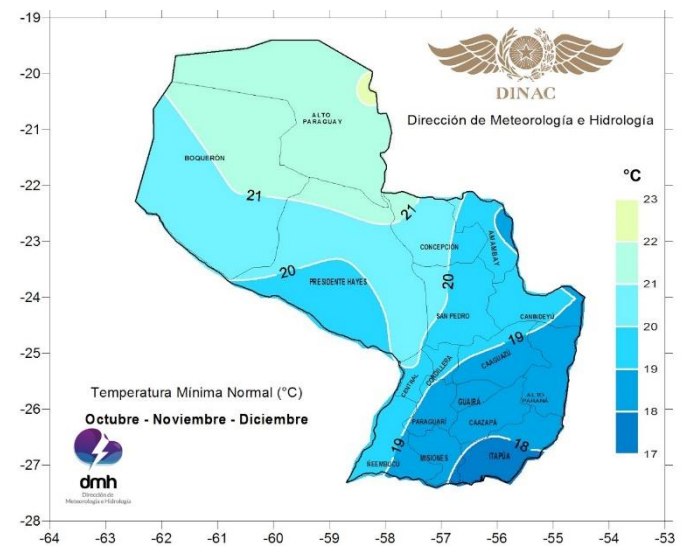 -19
-20
-21
-22
-23
-24
-25
-26
-27
-28
-64
-63
-62
-61
-60
-59
-58
-57
-56
-55
-54
-53
DINAC
Dirección de Meteorología e Hidrología
°C
23
22
21
20
19
18
17
ALTO
PARAGUAY
BOQUERÓN
21
21
CONCEPCIÓN
AMAMBAY
20
PRESIDENTE HAYES
20
SAN PEDRO
CANINDEYÚ
19
CORDILLERA
CAAGUAZÚ
CENTRAL
GUAIRÁ
ALTO
PARANÁ
PARAGUARÍ
CAAZAPÁ
19
18
ÑEEMBUCÚ
MISIONES
ITAPÚA
Temperatura Mínima Normal (°C)
Octubre - Noviembre - Diciembre
dmh
Dirección de
Meteorología e Hidrología